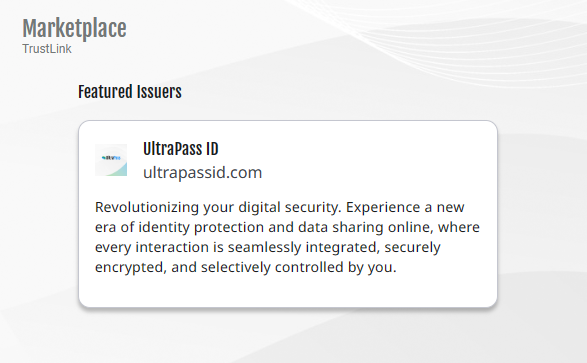 Marketplace
TrustLink
Featured Issuers
UltraPass ID
ultrapassid.com
Revolutionizing your digital security. Experience a new
era of identity protection and data sharing online, where
every interaction is seamlessly integrated, securely
encrypted, and selectively controlled by you.